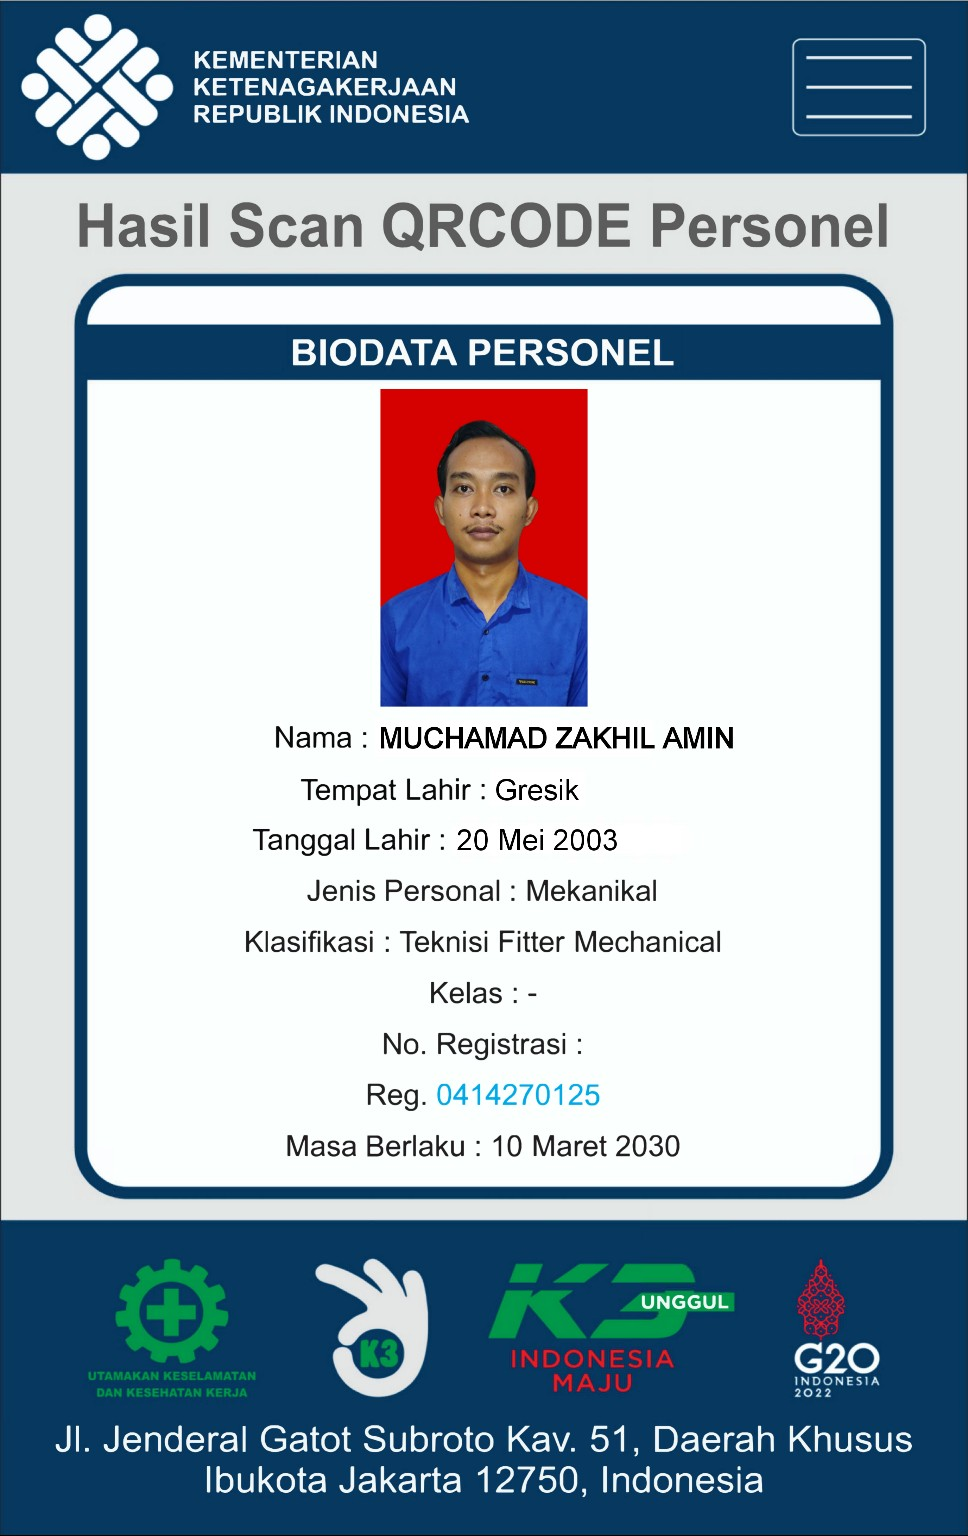 KEMENTERIAN
KETENAGAKERJAAN
REPUBLIK INDONESIA
Hasil Scan QRCODE Personel
BIODATA PERSONEL
Nama : MUCHAMAD ZAKHIL AMIN
Tempat Lahir : Gresik
Tanggal Lahir : 20 Mei 2003
Jenis Personal : Mekanikal
Klasifikasi : Teknisi Fitter Mechanical
Kelas : -
No. Registrasi :
Reg. 0414270125
Masa Berlaku : 10 Maret 2030
UTAMAKAN KESELAMATAN
DAN KESEHATAN KERJA
K3
K3
UNGGUL
INDONESIA
MAJU
G20
INDONESIA
2022
Jl. Jenderal Gatot Subroto Kav. 51, Daerah Khusus
Ibukota Jakarta 12750, Indonesia